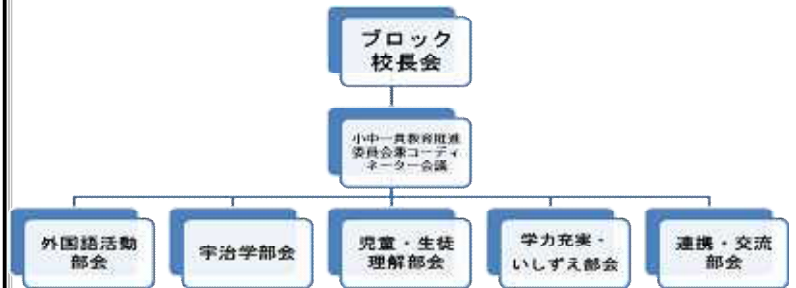 ブロック
校長会
小中一貫教育推進
委員会兼コーディ
ネーター会議
外国語活動
部会
宇治学部会
児童・生徒
理解部会
学力充実・
いしずえ部会
連携・交流
部会